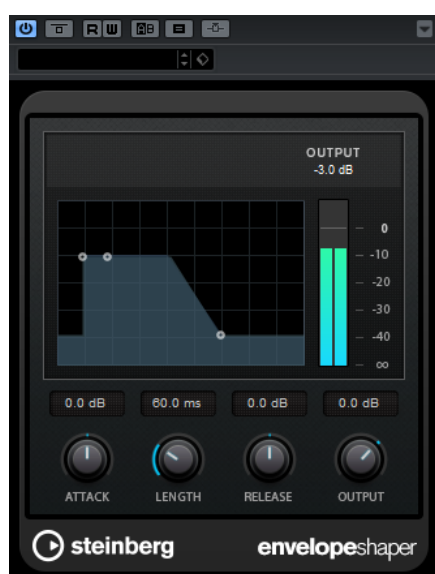 R W A B
OUTPUT
-3.0 dB
0
-10
-20
-30
-40
∞
0.0 dB 60.0 ms 0.0 dB 0.0 dB
ATTACK LENGTH RELEASE OUTPUT
steinberg envelopeshaper